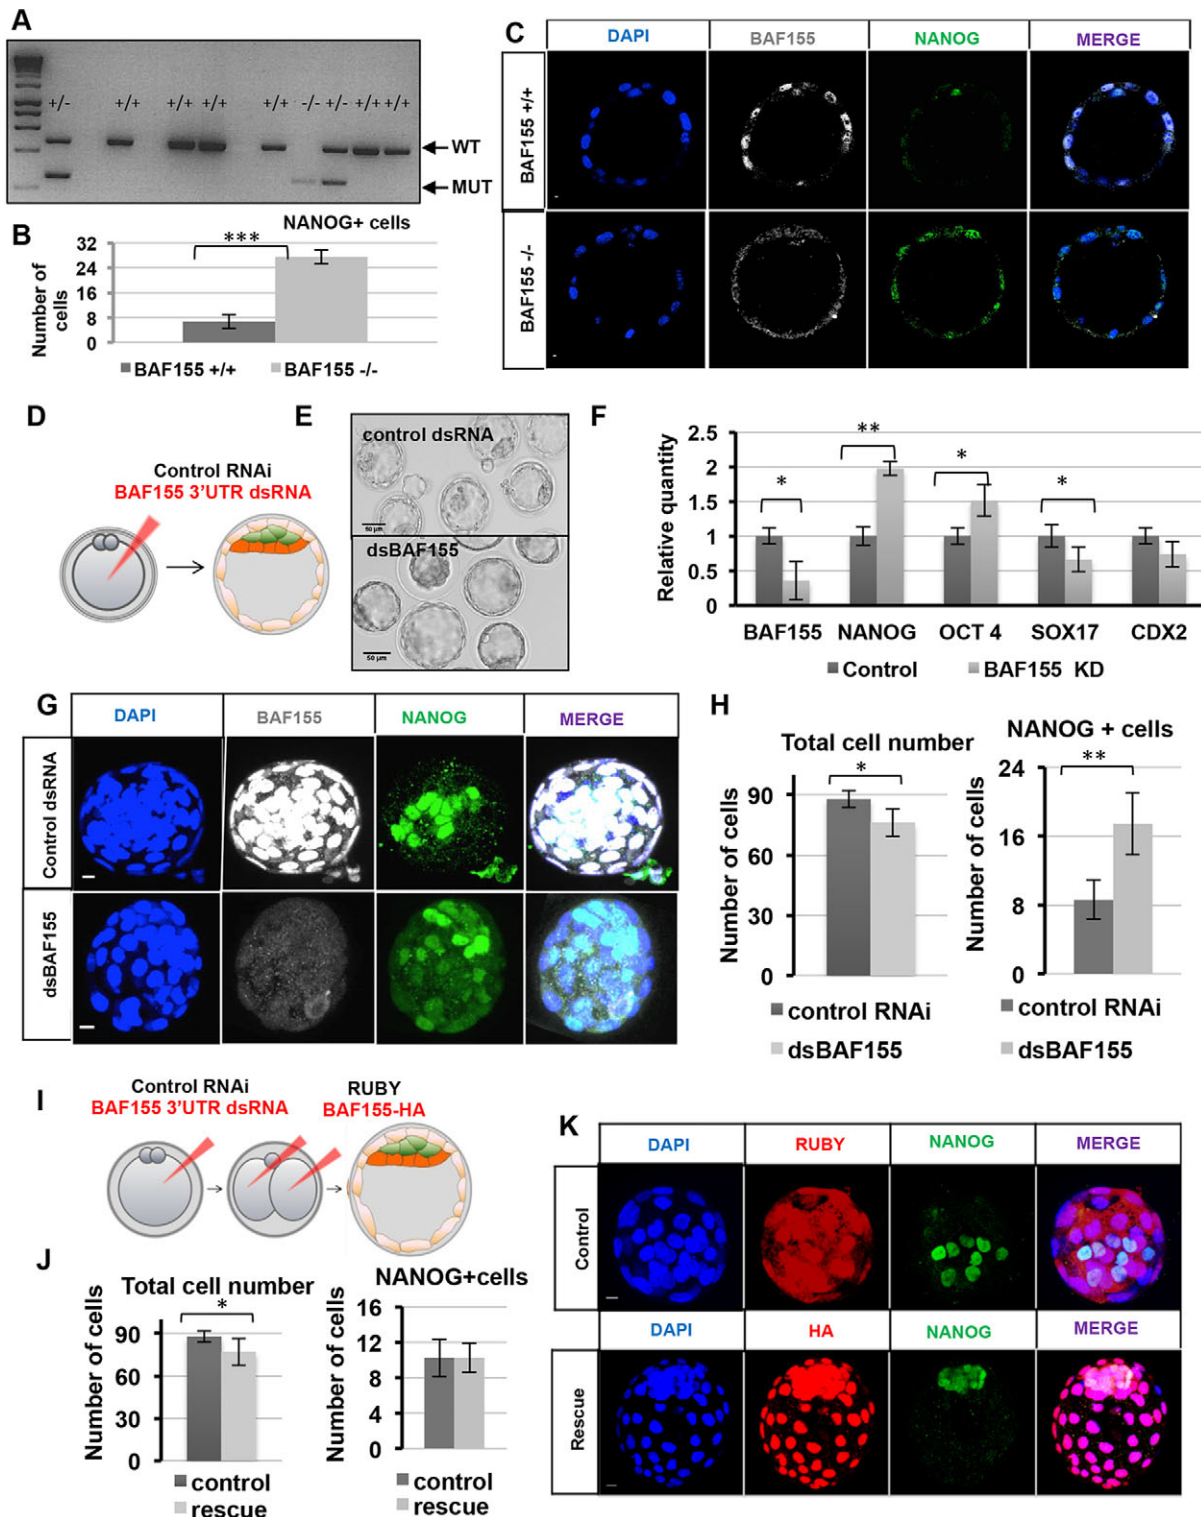 A
+/-
+/+
+/+ +/+
+/+
-/-
+/-
+/+
+/+
WT
MUT
B
NANOG+ cells
***
Number of
cells
32
24
16
8
0
BAF155 +/+
BAF155 -/-
C
DAPI
BAF155
NANOG
MERGE
BAF155 +/+
BAF155 -/-
D
Control RNAi
BAF155 3'UTR dsRNA
E
control dsRNA
50 µm
dsBAF155
50 µm
F
Relative quantity
2.5
2
1.5
1
0.5
0
*
**
*
*
BAF155
NANOG
OCT 4
SOX17
CDX2
Control
BAF155 KD
G
DAPI
BAF155
NANOG
MERGE
Control dsRNA
dsBAF155
H
Total cell number
*
Number of cells
90
60
30
0
control RNAi
dsBAF155
NANOG + cells
**
Number of cells
24
16
8
0
control RNAi
dsBAF155
I
Control RNAi
BAF155 3'UTR dsRNA
RUBY
BAF155-HA
J
Total cell number
*
Number of cells
90
60
30
0
control
rescue
NANOG+cells
Number of cells
16
12
8
4
0
control
rescue
K
DAPI
RUBY
NANOG
MERGE
Control
DAPI
HA
NANOG
MERGE
Rescue